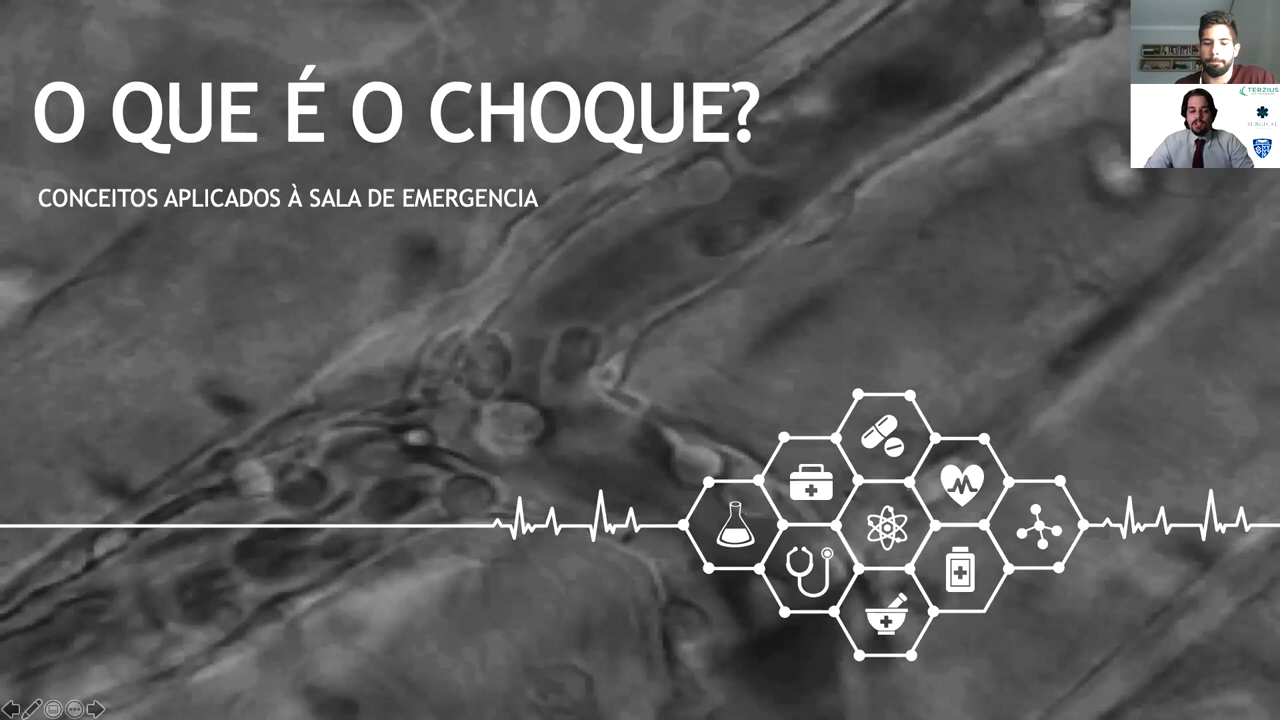 O QUE É O CHOQUE?
CONCEITOS APLICADOS À SALA DE EMERGENCIA
TERZIUS